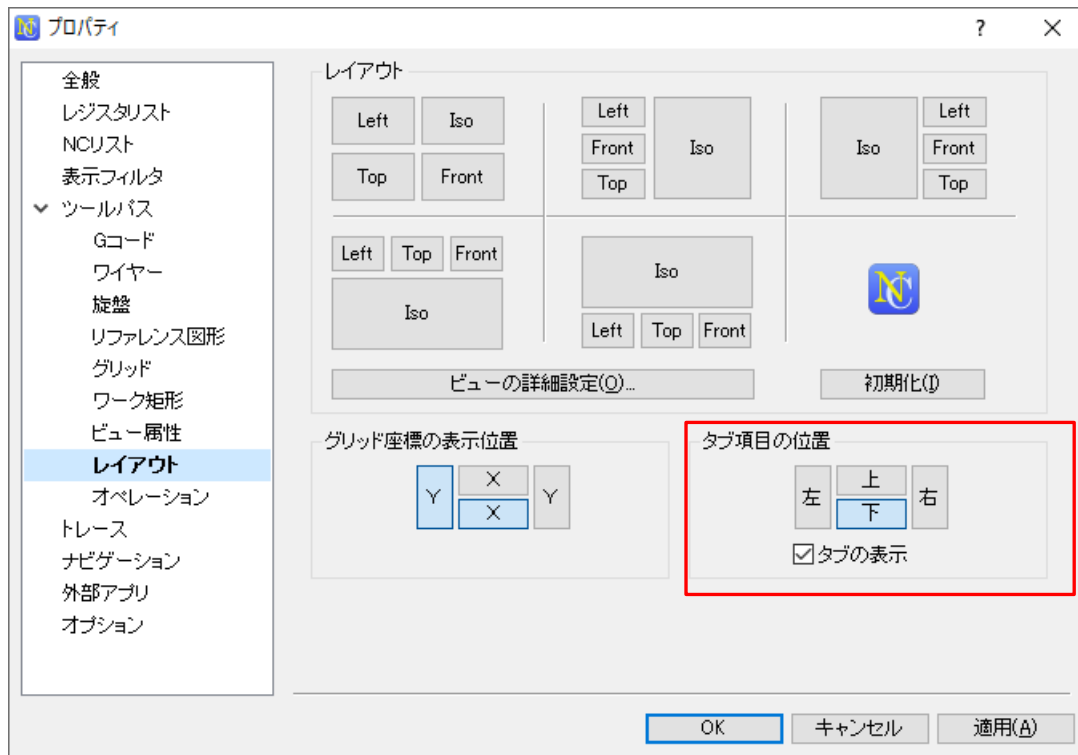 プロパティ
?
全般
レジスタリスト
NCリスト
表示フィルタ
ツールパス
Gコード
ワイヤー
旋盤
リファレンス図形
グリッド
ワーク矩形
ビュー属性
レイアウト
オペレーション
トレース
ナビゲーション
外部アプリ
オプション
レイアウト
Left Iso
Top Front
Left
Front
Top
Iso
Iso
Left
Front
Top
Left Top Front
Iso
Iso
Left Top Front
NC
ビューの詳細設定(O)...
初期化(I)
グリッド座標の表示位置
Y X X Y
タブ項目の位置
左 上 下 右
タブの表示
OK キャンセル 適用(A)